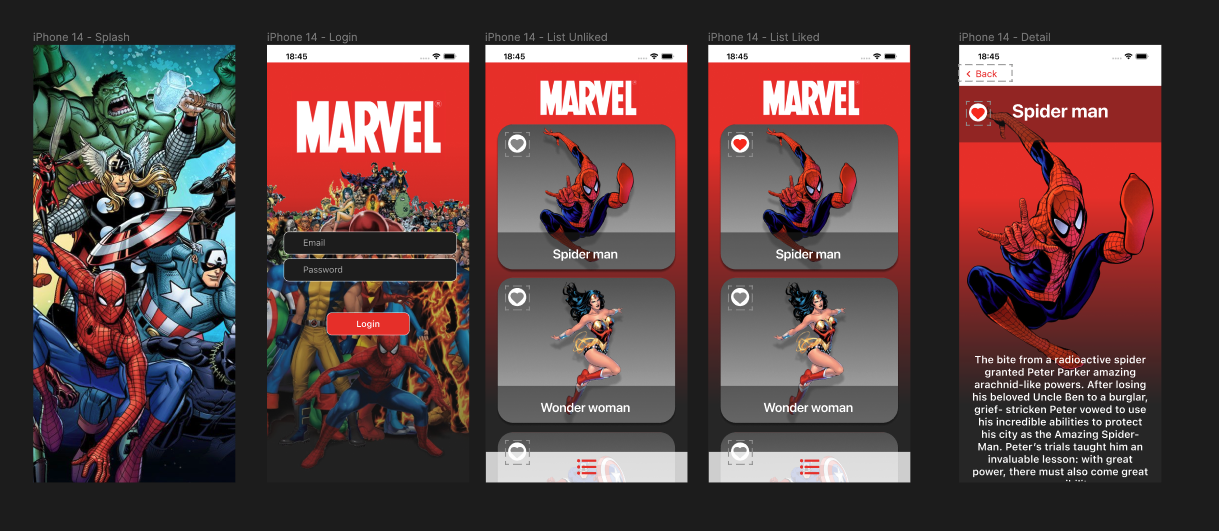 iPhone 14 - Splash
iPhone 14 - Login
18:45
MARVEL
Email
Password
Login
iPhone 14 - List Unliked
18:45
MARVEL
Spider man
Wonder woman
iPhone 14 - List Liked
18:45
MARVEL
Spider man
Wonder woman
iPhone 14 - Detail
18:45
Back
Spider man
The bite from a radioactive spider
granted Peter Parker amazing
arachnid-like powers. After losing
his beloved Uncle Ben to a burglar,
grief- stricken Peter vowed to use
his incredible abilities to protect
his city as the Amazing Spider-
Man. Peter's trials taught him an
invaluable lesson: with great
power, there must also come great